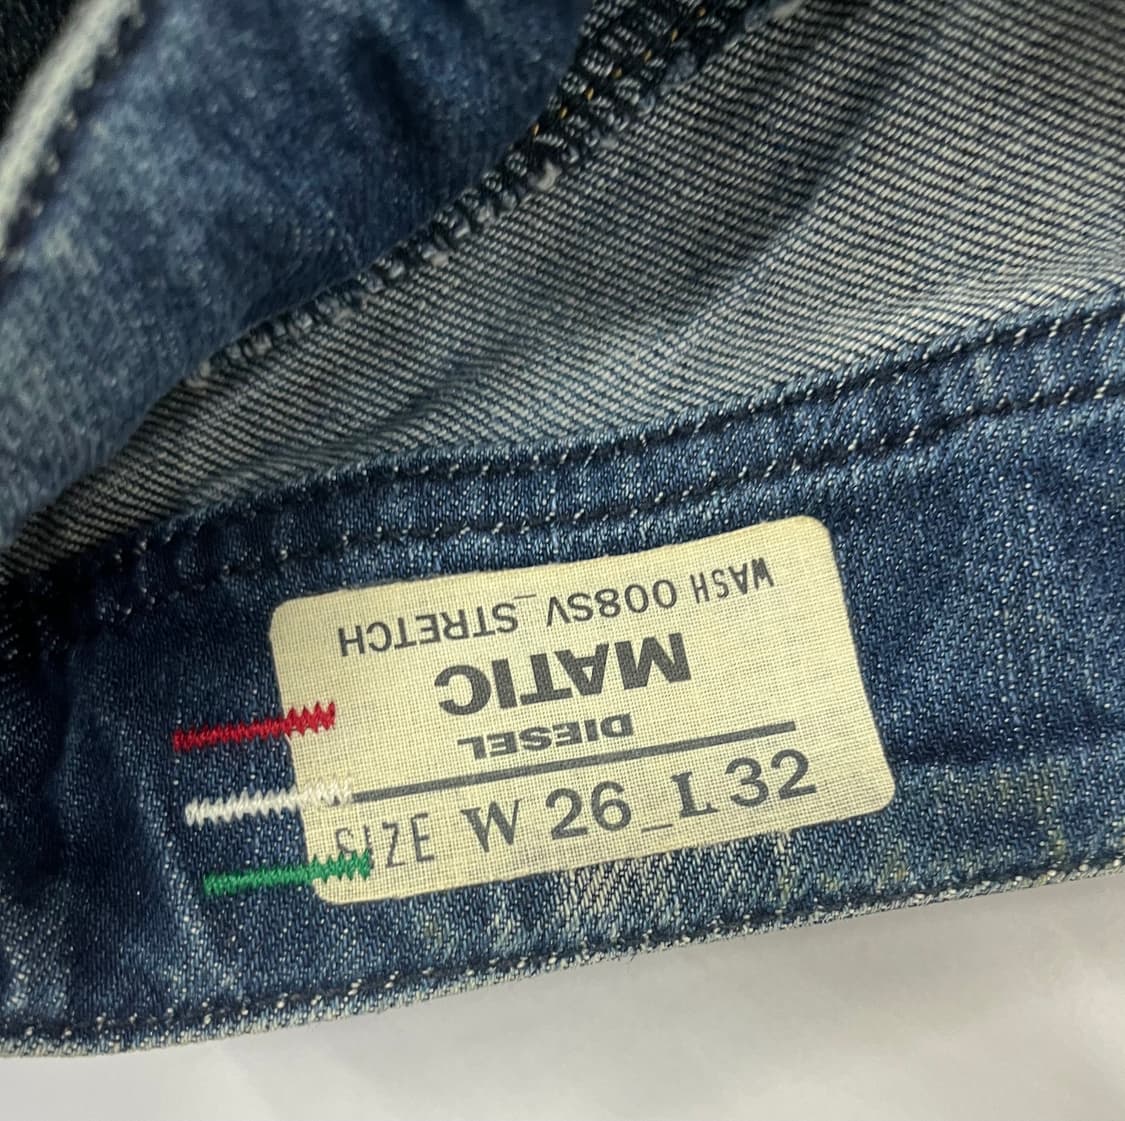 SIZE W 26_L 32
DIESEL
MATIC
WASH 008SV_STRETCH